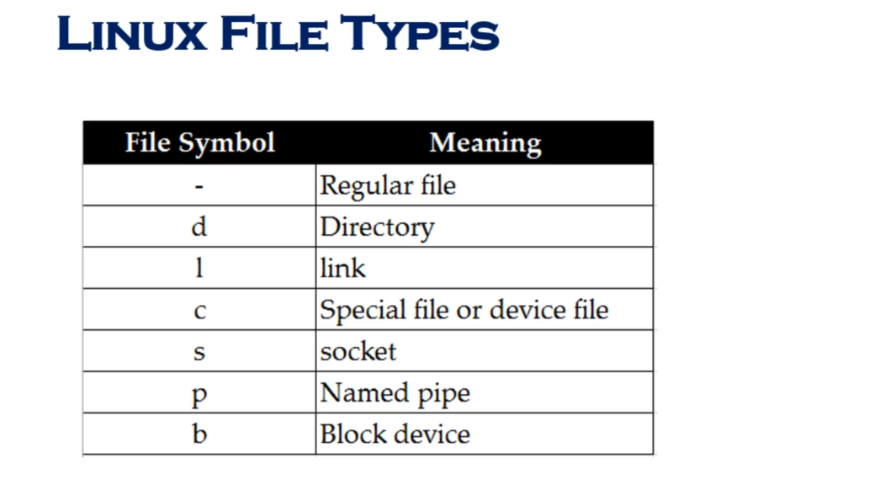 LINUX FILE TYPES
File Symbol Meaning
- Regular file
d Directory
l link
c Special file or device file
s socket
p Named pipe
b Block device